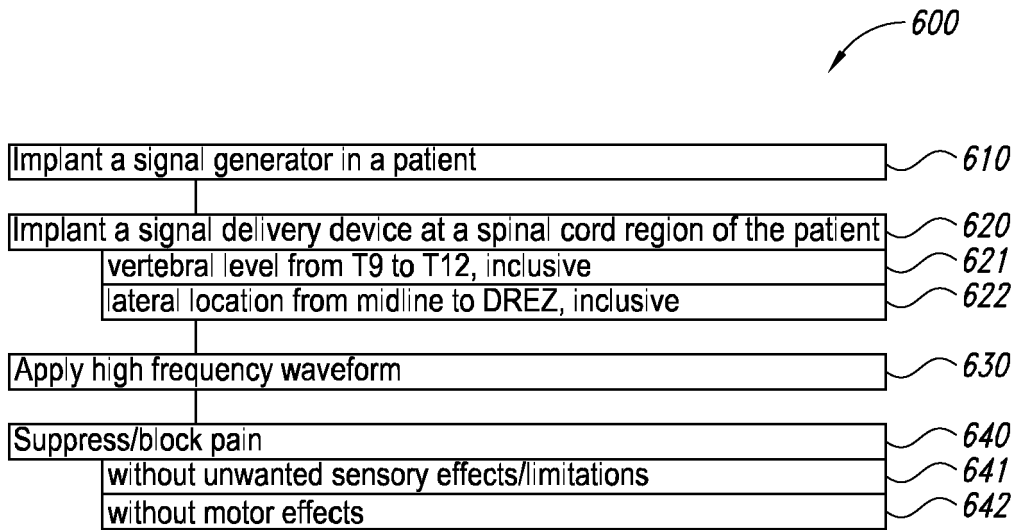 600
Implant a signal generator in a patient 610
Implant a signal delivery device at a spinal cord region of the patient 620
vertebral level from T9 to T12, inclusive 621
lateral location from midline to DREZ, inclusive 622
Apply high frequency waveform 630
Suppress/block pain 640
without unwanted sensory effects/limitations 641
without motor effects 642